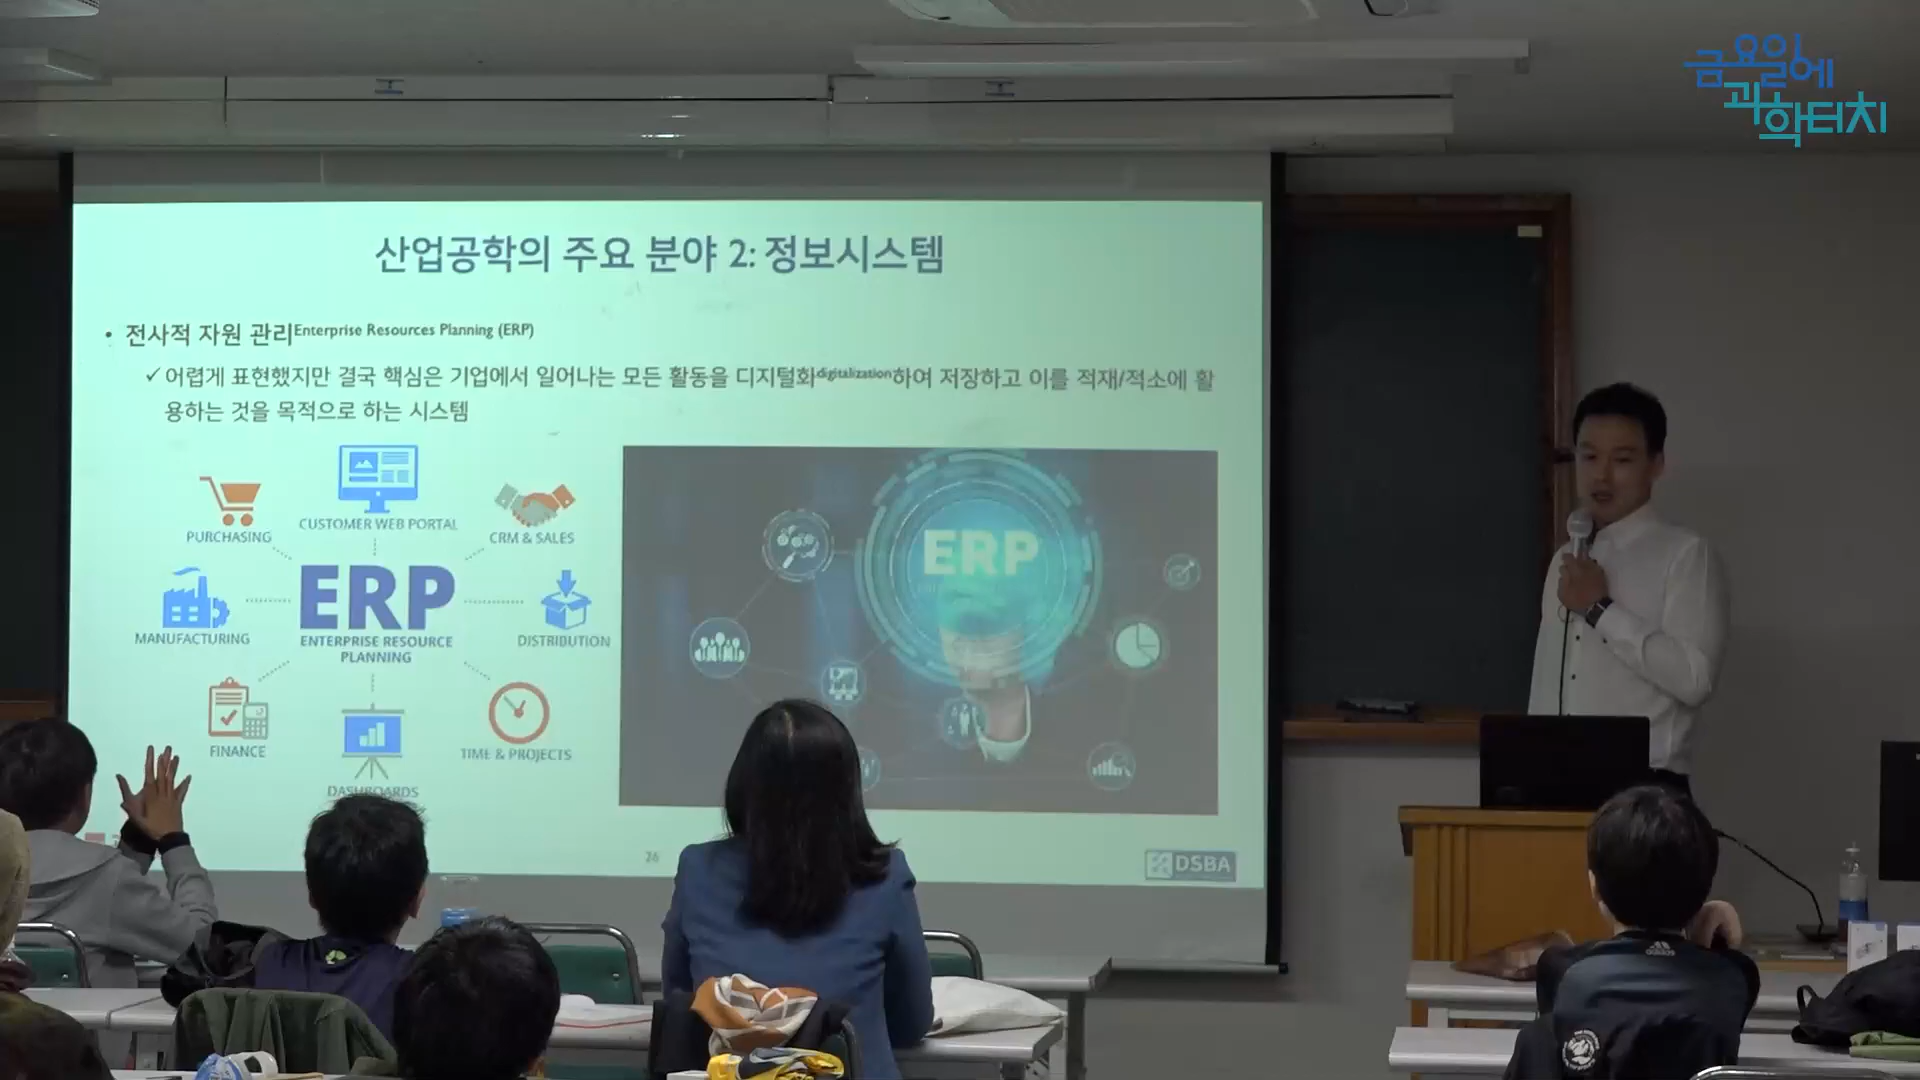 금요일에
과학터치
산업공학의 주요 분야 2: 정보시스템
• 전사적 자원 관리Enterprise Resources Planning (ERP)
✓ 어렵게 표현했지만 결국 핵심은 기업에서 일어나는 모든 활동을 디지털화digitalization하여 저장하고 이를 적재/적소에 활
용하는 것을 목적으로 하는 시스템
CUSTOMER WEB PORTAL
PURCHASING
CRM & SALES
ERP
ENTERPRISE RESOURCE
PLANNING
MANUFACTURING
DISTRIBUTION
FINANCE
TIME & PROJECTS
DASHBOARDS
ERP
26
DSBA
adidas